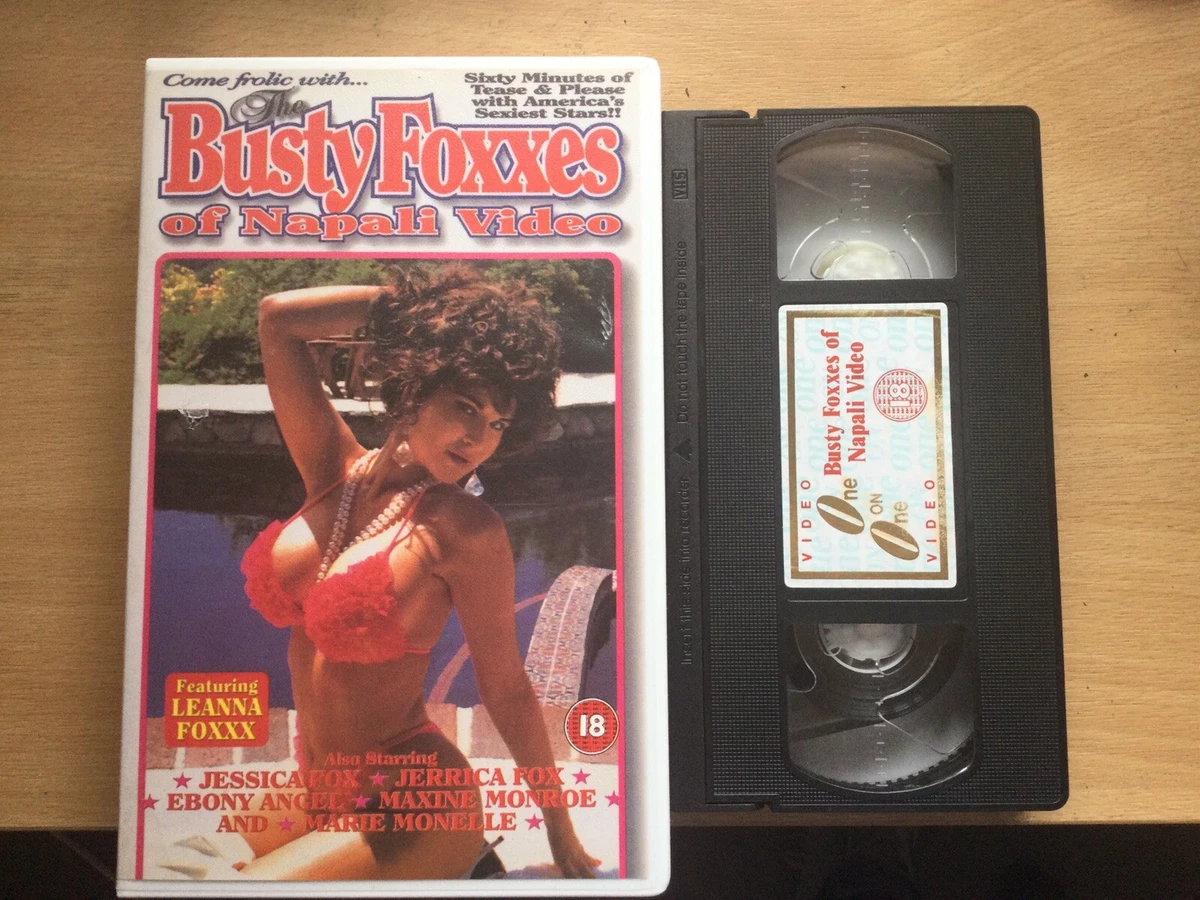 Come frolic with...
Sixty Minutes of
Tease & Please
with America's
Sexiest Stars!!
The
Busty Foxxes
of Napali Video
Featuring
LEANNA
FOXXX
18
Also Starring
★ JESSICA FOX ★ JERRICA FOX ★
★ EBONY ANGEL ★ MAXINE MONROE ★
AND ★ MARIE MONELLE ★
VHS
Do not touch the tape inside
Insert this side into recorder
VIDEO
One
ON
One
VIDEO
Busty Foxxes of
Napali Video
18